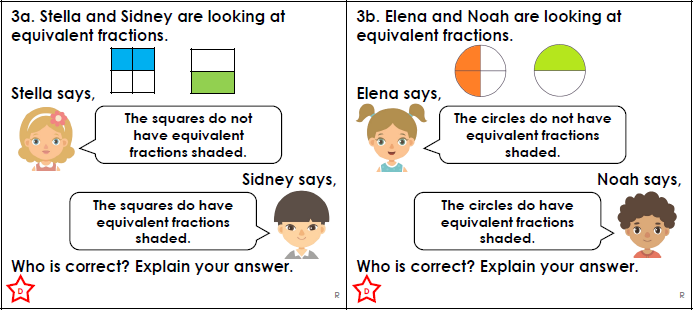 3a. Stella and Sidney are looking at
equivalent fractions.
Stella says,
The squares do not
have equivalent
fractions shaded.
Sidney says,
The squares do have
equivalent fractions
shaded.
Who is correct? Explain your answer.
D
R
3b. Elena and Noah are looking at
equivalent fractions.
Elena says,
The circles do not have
equivalent fractions
shaded.
Noah says,
The circles do have
equivalent fractions
shaded.
Who is correct? Explain your answer.
D
R